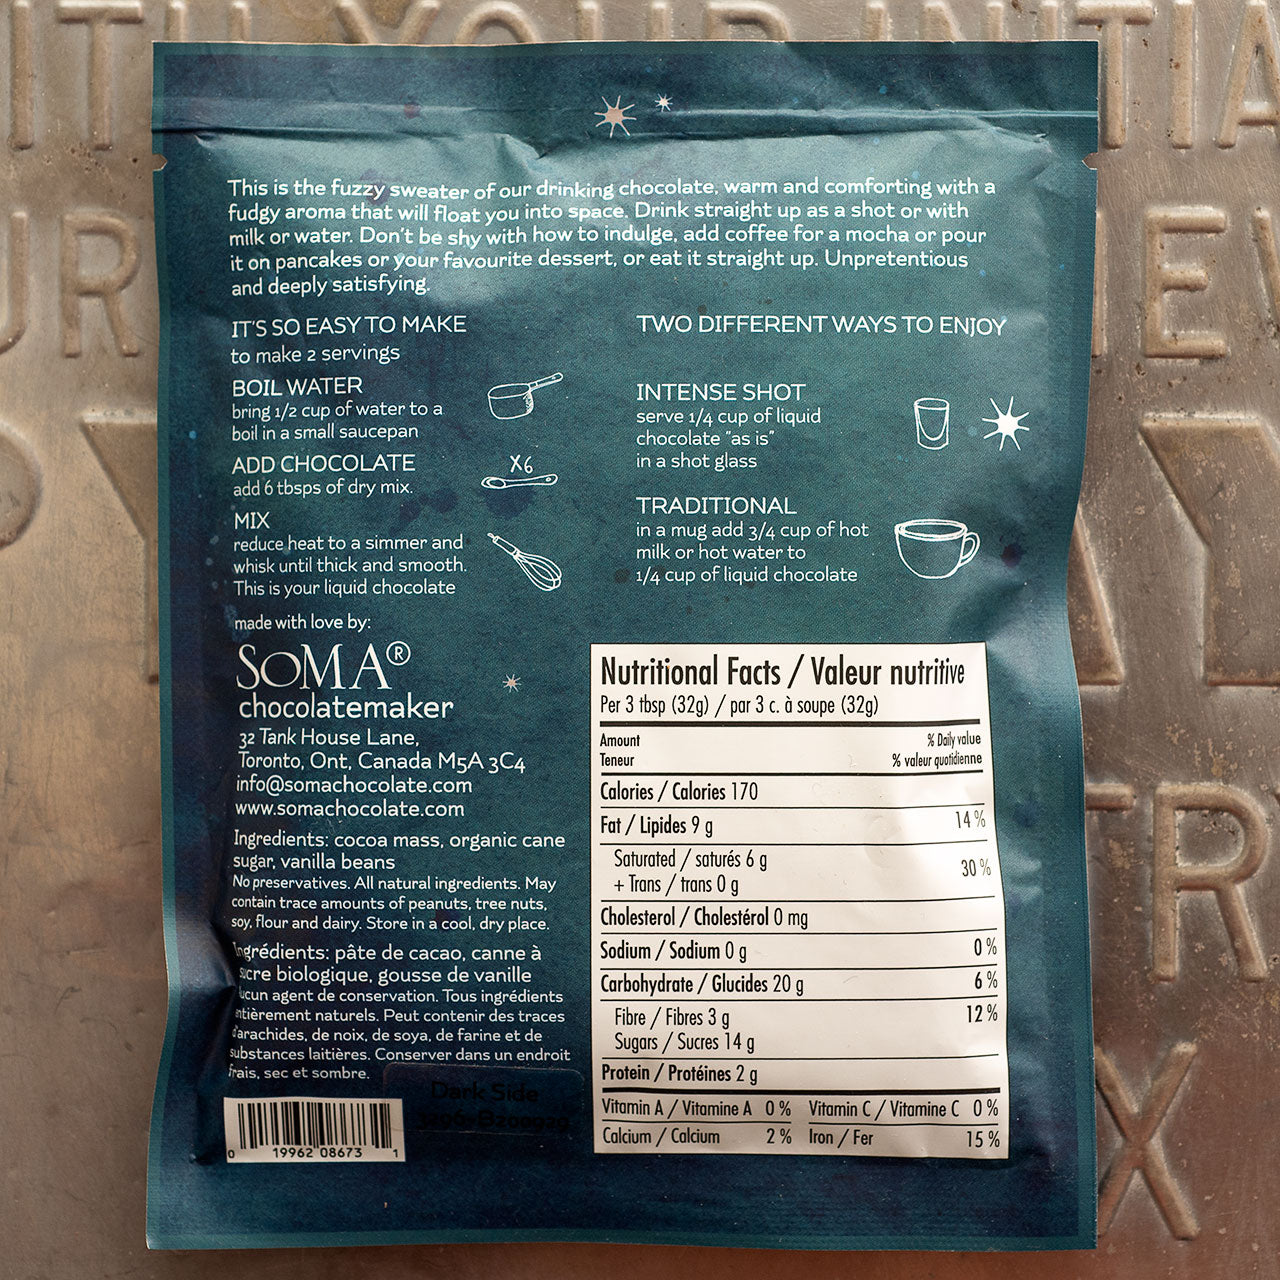 This is the fuzzy sweater of our drinking chocolate, warm and comforting with a
fudgy aroma that will float you into space. Drink straight up as a shot or with
milk or water. Don't be shy with how to indulge, add coffee for a mocha or pour
it on pancakes or your favourite dessert, or eat it straight up. Unpretentious
and deeply satisfying.
IT'S SO EASY TO MAKE
to make 2 servings
BOIL WATER
bring 1/2 cup of water to a
boil in a small saucepan
ADD CHOCOLATE
add 6 tbsps of dry mix.
X6
MIX
reduce heat to a simmer and
whisk until thick and smooth.
This is your liquid chocolate
TWO DIFFERENT WAYS TO ENJOY
INTENSE SHOT
serve 1/4 cup of liquid
chocolate "as is"
in a shot glass
TRADITIONAL
in a mug add 3/4 cup of hot
milk or hot water to
1/4 cup of liquid chocolate
made with love by:
SOMA®
chocolatemaker
32 Tank House Lane,
Toronto, Ont, Canada M5A 3C4
info@somachocolate.com
www.somachocolate.com
Ingredients: cocoa mass, organic cane
sugar, vanilla beans
No preservatives. All natural ingredients. May
contain trace amounts of peanuts, tree nuts,
soy, flour and dairy. Store in a cool, dry place.
Ingrédients: pâte de cacao, canne à
sucre biologique, gousse de vanille
ucun agent de conservation. Tous ingrédients
ntièrement naturels. Peut contenir des traces
d'arachides, de noix, de soya, de farine et de
substances laitières. Conserver dans un endroit
frais, sec et sombre.
Dark Side
0 19962 08673 1
Nutritional Facts / Valeur nutritive
Per 3 tbsp (32g) / par 3 c. à soupe (32g)
Amount % Daily value
Teneur % valeur quotidienne
Calories / Calories 170
Fat / Lipides 9 g 14 %
Saturated / saturés 6 g
+ Trans / trans 0 g 30 %
Cholesterol / Cholestérol 0 mg
Sodium / Sodium 0 g 0 %
Carbohydrate / Glucides 20 g 6 %
Fibre / Fibres 3 g 12 %
Sugars / Sucres 14 g
Protein / Protéines 2 g
Vitamin A / Vitamine A 0 % Vitamin C / Vitamine C 0 %
Calcium / Calcium 2 % Iron / Fer 15 %